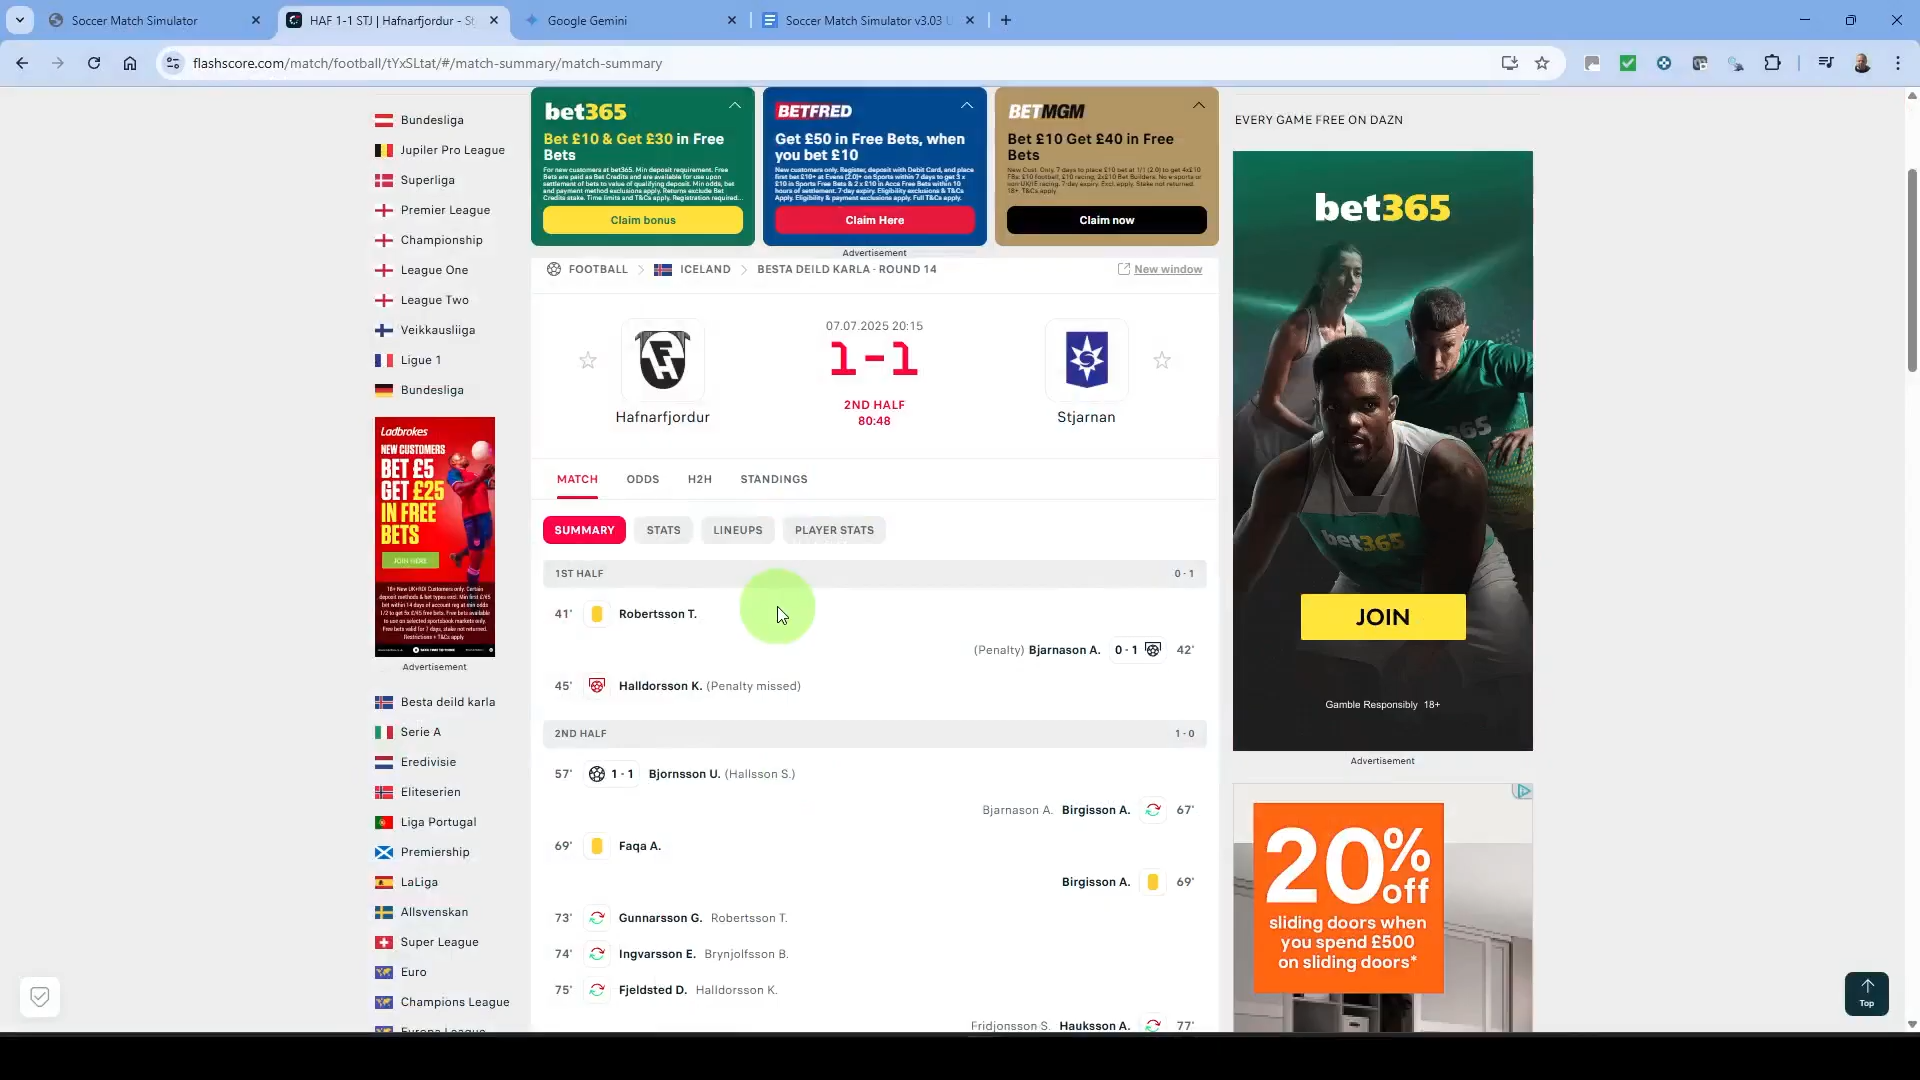 Soccer Match Simulator
HAF 1-1 STJ | Hafnarfjordur - St
Google Gemini
Soccer Match Simulator v3.03 U
flashscore.com/match/football/tYxSLtat/#/match-summary/match-summary
Bundesliga
Jupiler Pro League
Superliga
Premier League
Championship
League One
League Two
Veikkausliiga
Ligue 1
Bundesliga
Ladbrokes
NEW CUSTOMERS
BET £5
GET £25
IN FREE
BETS
JOIN HERE
Advertisement
Besta deild karla
Serie A
Eredivisie
Eliteserien
Liga Portugal
Premiership
LaLiga
Allsvenskan
Super League
Euro
Champions League
Europa League
bet365
Bet £10 & Get £30 in Free
Bets
Claim bonus
BETFRED
Get £50 in Free Bets, when
you bet £10
Claim Here
BETMGM
Bet £10 Get £40 in Free
Bets
Claim now
Advertisement
FOOTBALL
ICELAND
BESTA DEILD KARLA - ROUND 14
New window
07.07.2025 20:15
1-1
2ND HALF
80:48
Hafnarfjordur
Stjarnan
MATCH
ODDS
H2H
STANDINGS
SUMMARY
STATS
LINEUPS
PLAYER STATS
1ST HALF 0 - 1
41' Robertsson T.
(Penalty) Bjarnason A. 0 - 1 42'
45' Halldorsson K. (Penalty missed)
2ND HALF 1 - 0
57' 1 - 1 Bjornsson U. (Hallsson S.)
Bjarnason A. Birgisson A. 67'
69' Faqa A.
Birgisson A. 69'
73' Gunnarsson G. Robertsson T.
74' Ingvarsson E. Brynjolfsson B.
75' Fjeldsted D. Halldorsson K.
Fridjonsson S. Hauksson A. 77'
EVERY GAME FREE ON DAZN
bet365
bet365
JOIN
Gamble Responsibly 18+
Advertisement
20%
off
sliding doors when
you spend £500
on sliding doors*
Top